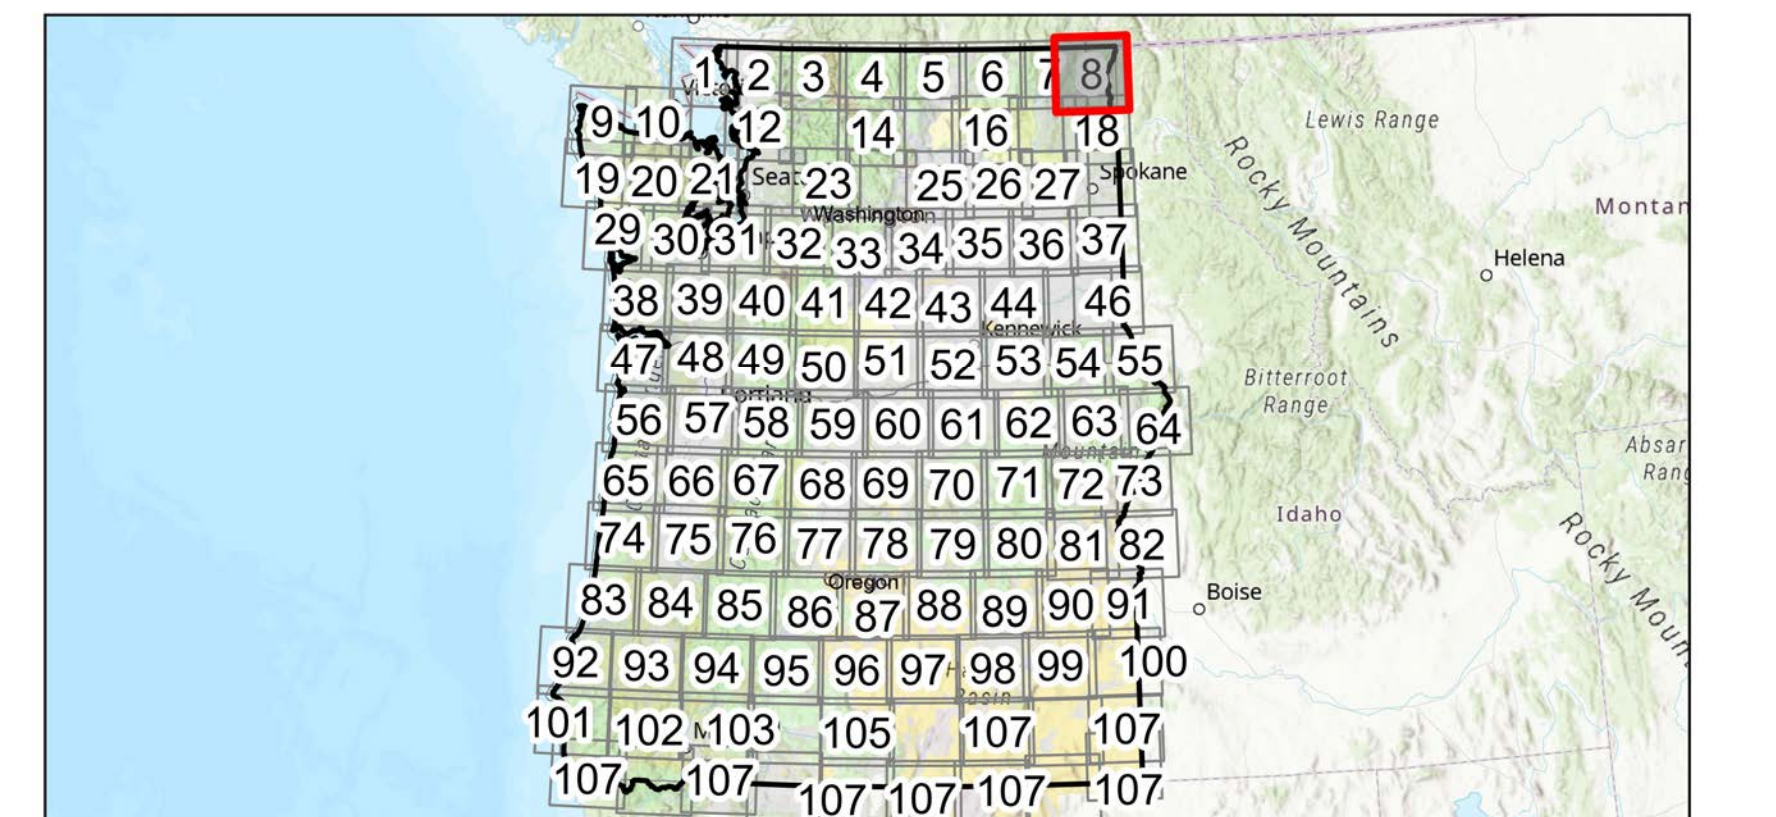 1 2 3 4 5 6 7 8
9 10 12 14 16 18
Lewis Range
19 20 21 23 25 26 27
Spokane
Rocky Mountains
Washington
Montan
29 30 31 32 33 34 35 36 37
Helena
38 39 40 41 42 43 44 46
Kennewick
47 48 49 50 51 52 53 54 55
Portland
Bitterroot
Range
56 57 58 59 60 61 62 63 64
Mountain
Absar
Rang
65 66 67 68 69 70 71 72 73
Idaho
74 75 76 77 78 79 80 81 82
Rocky Moun
Oregon
Boise
83 84 85 86 87 88 89 90 91
92 93 94 95 96 97 98 99 100
Basin
101 102 103 105 107 107
107 107 107 107 107 107